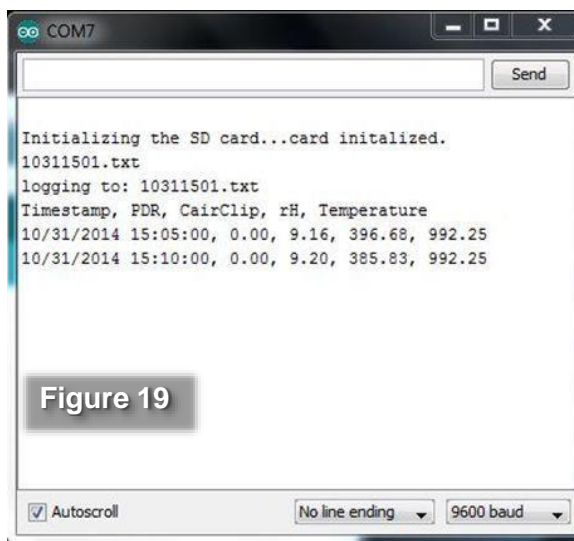 COM7
Send
Initializing the SD card...card initalized.
10311501.txt
logging to: 10311501.txt
Timestamp, PDR, CairClip, rH, Temperature
10/31/2014 15:05:00, 0.00, 9.16, 396.68, 992.25
10/31/2014 15:10:00, 0.00, 9.20, 385.83, 992.25
Figure 19
Autoscroll
No line ending
9600 baud